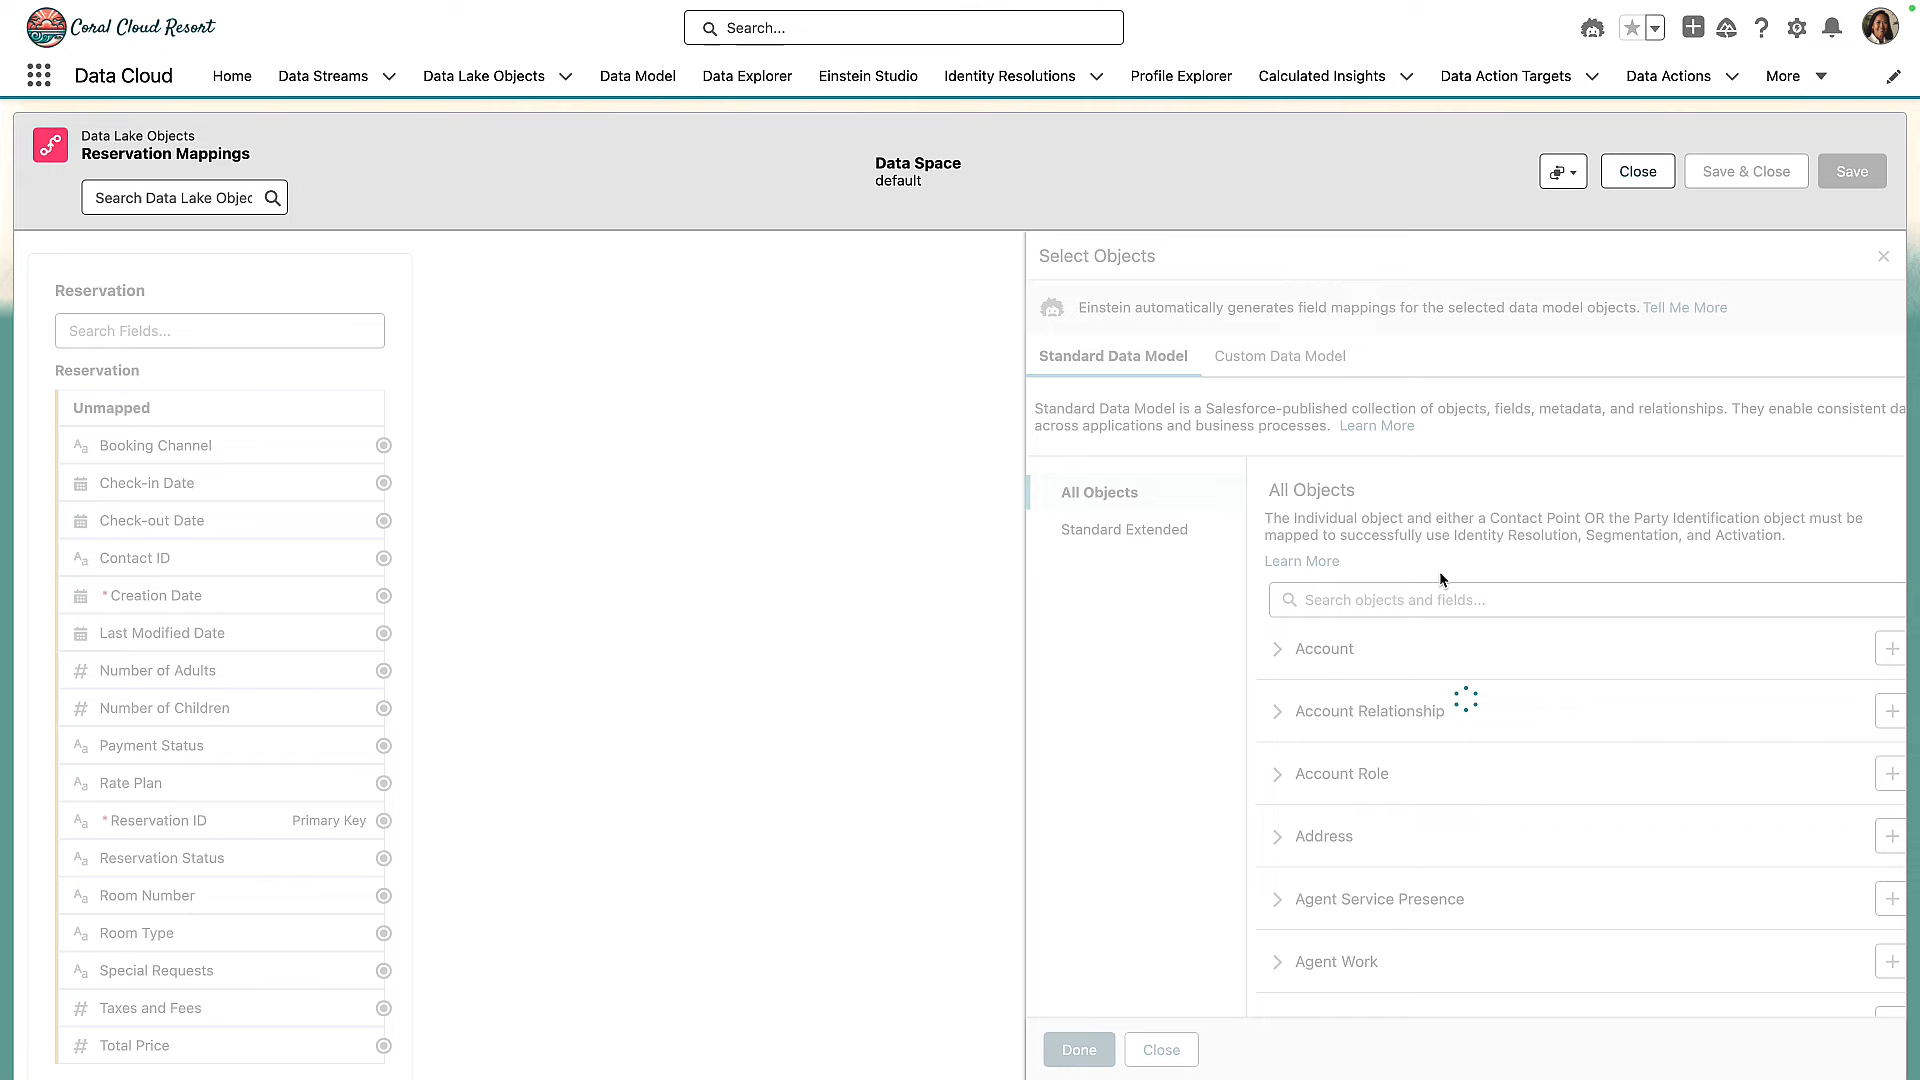 Coral Cloud Resort
Search...
Data Cloud
Home
Data Streams
Data Lake Objects
Data Model
Data Explorer
Einstein Studio
Identity Resolutions
Profile Explorer
Calculated Insights
Data Action Targets
Data Actions
More
Data Lake Objects
Reservation Mappings
Search Data Lake Objec
Data Space
default
Close
Save & Close
Save
Reservation
Search Fields...
Reservation
Unmapped
Aa Booking Channel
Check-in Date
Check-out Date
Aa Contact ID
* Creation Date
Last Modified Date
# Number of Adults
# Number of Children
Aa Payment Status
Aa Rate Plan
Aa * Reservation ID Primary Key
Aa Reservation Status
Aa Room Number
Aa Room Type
Aa Special Requests
# Taxes and Fees
# Total Price
Select Objects
Einstein automatically generates field mappings for the selected data model objects. Tell Me More
Standard Data Model
Custom Data Model
Standard Data Model is a Salesforce-published collection of objects, fields, metadata, and relationships. They enable consistent da
across applications and business processes. Learn More
All Objects
Standard Extended
All Objects
The Individual object and either a Contact Point OR the Party Identification object must be
mapped to successfully use Identity Resolution, Segmentation, and Activation.
Learn More
Search objects and fields...
Account
Account Relationship
Account Role
Address
Agent Service Presence
Agent Work
Done
Close